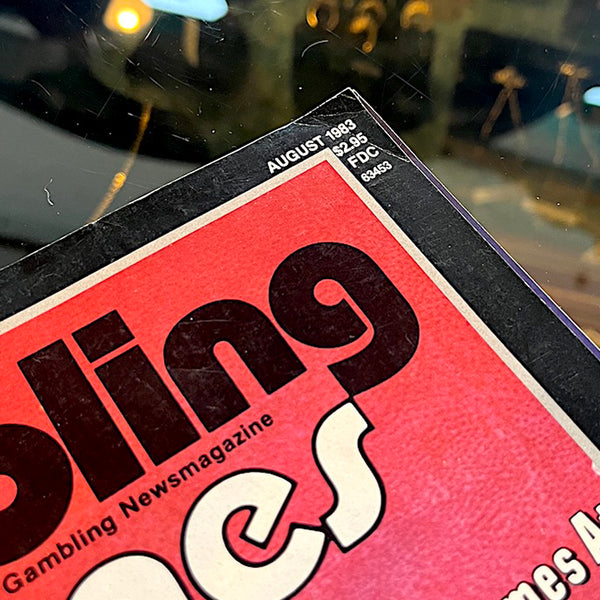 AUGUST 1983
$2.95
FDC
63453
bling
Gambling Newsmagazine
mes